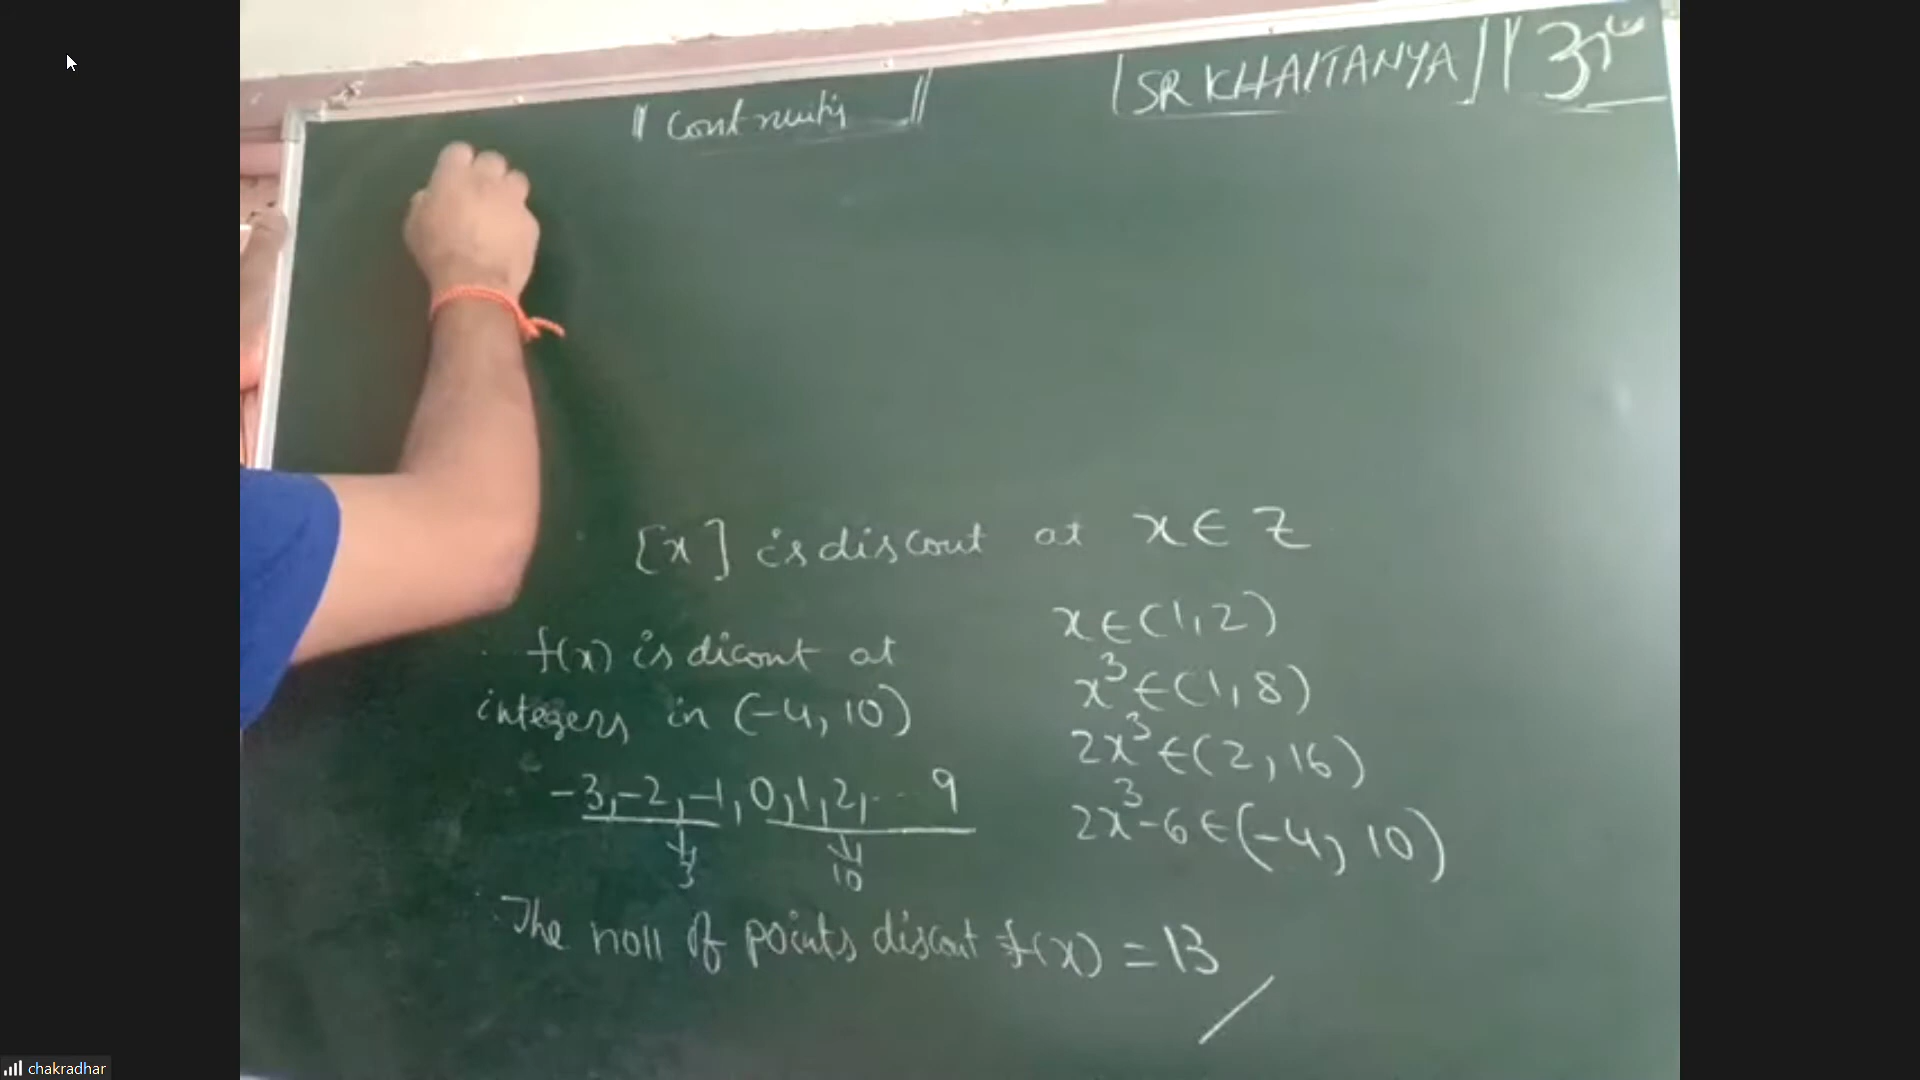 || Continuity ||
| SR KHAITANYA ||
[x] is discont at x ∈ Z
f(x) is dicont at
integers in (-4, 10)
-3, -2, -1, 0, 1, 2, .. 9
3
10
x ∈ (1, 2)
x³ ∈ (1, 8)
2x³ ∈ (2, 16)
2x³-6 ∈ (-4, 10)
The no|| of points discont f(x) = 13
chakradhar